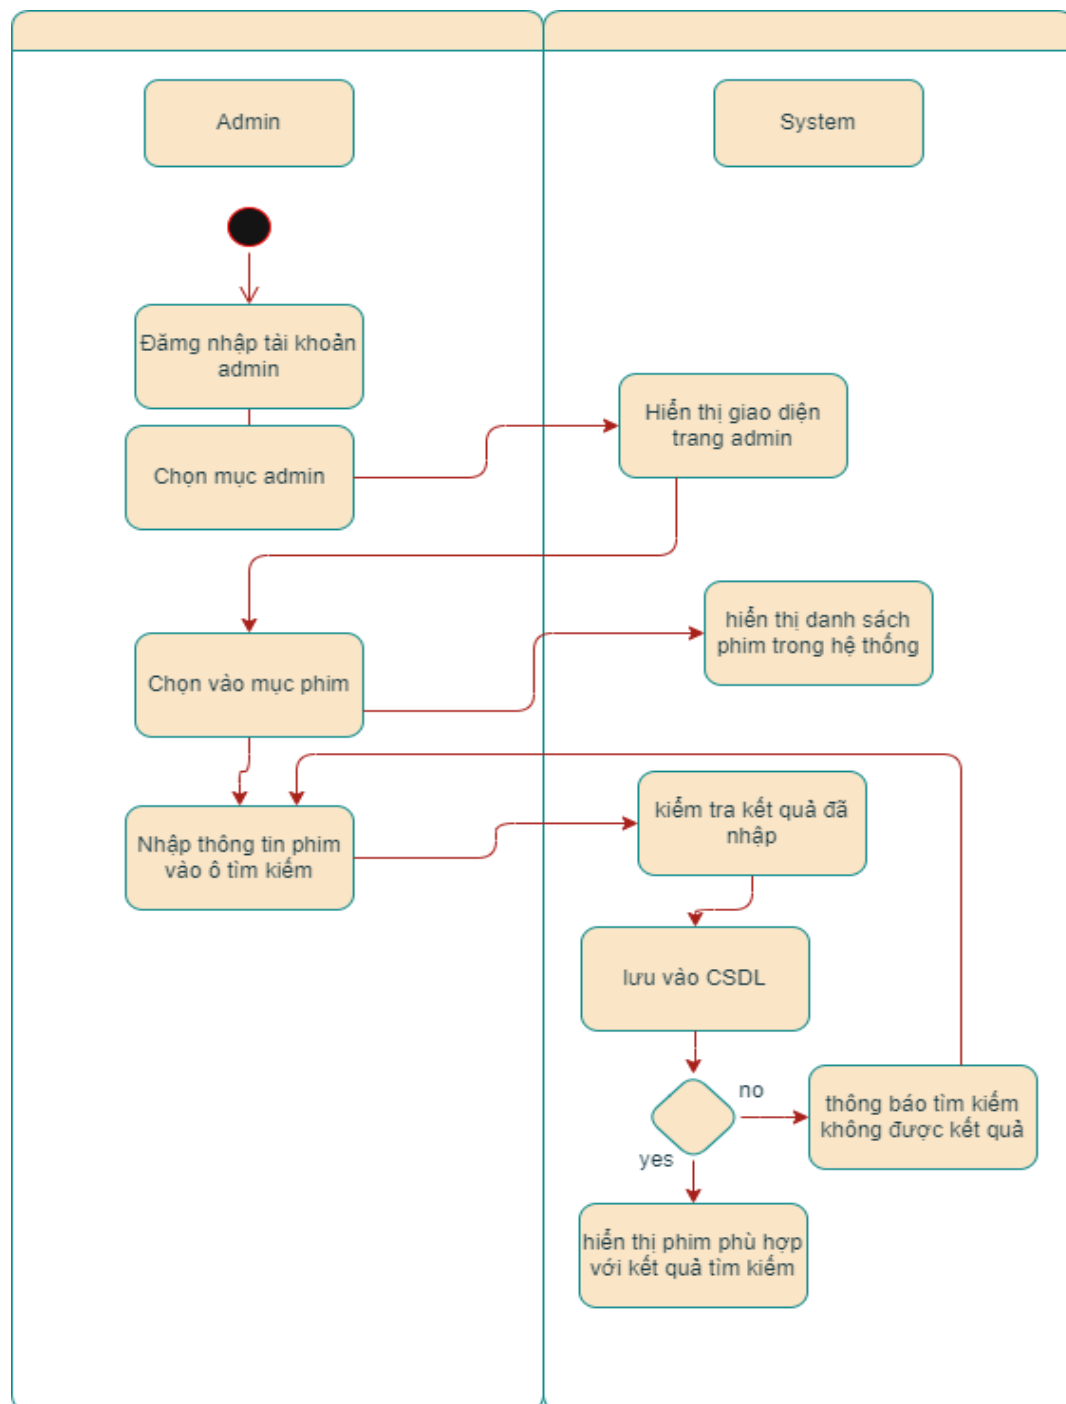 Admin
System
Đămg nhập tài khoản
admin
Hiển thị giao diện
trang admin
Chọn mục admin
hiển thị danh sách
phim trong hệ thống
Chọn vào mục phim
kiểm tra kết quả đã
nhập
Nhập thông tin phim
vào ô tìm kiếm
lưu vào CSDL
no
thông báo tìm kiếm
không được kết quả
yes
hiển thị phim phù hợp
với kết quả tìm kiếm